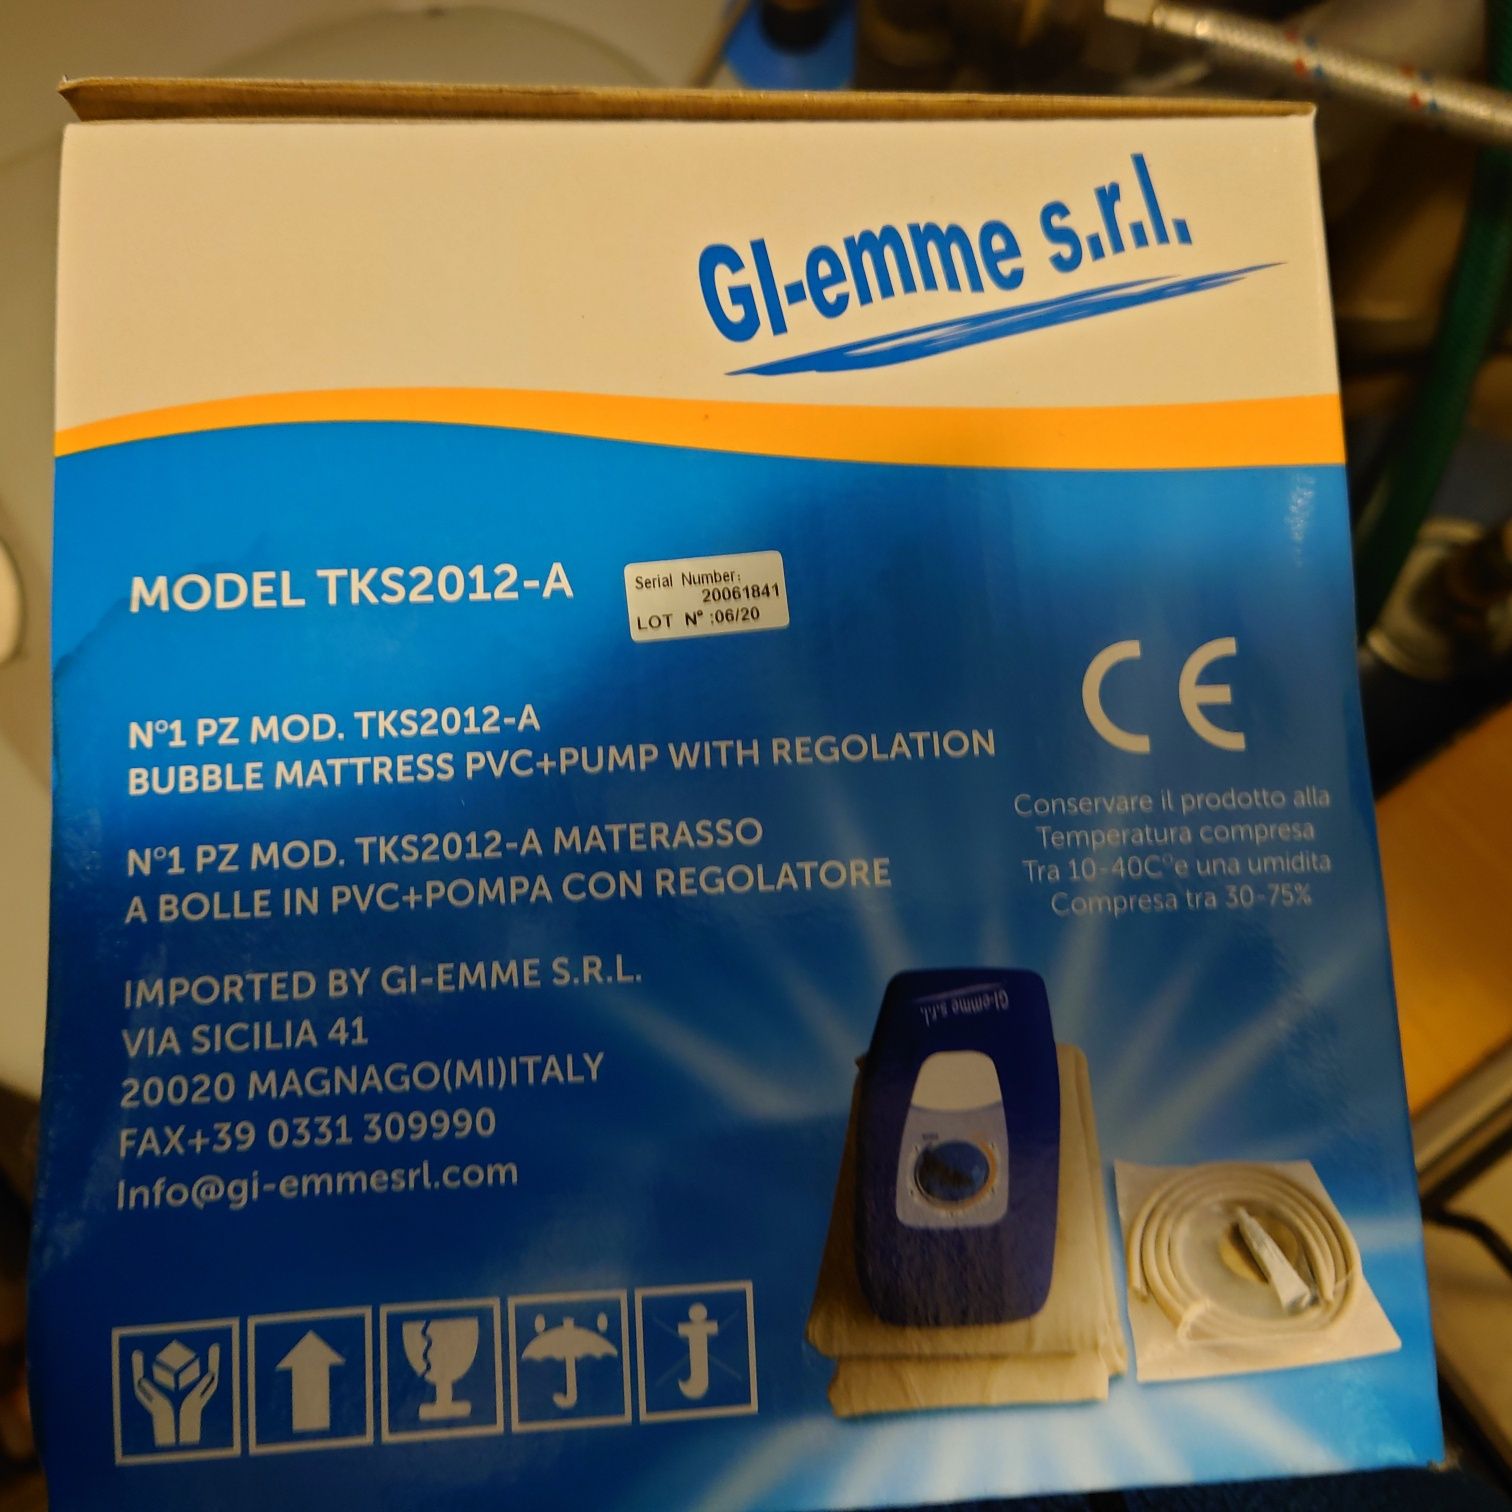 GI-emme s.r.l.
MODEL TKS2012-A
Serial Number:
20061841
LOT N° :06/20
N°1 PZ MOD. TKS2012-A
BUBBLE MATTRESS PVC+PUMP WITH REGOLATION
N°1 PZ MOD. TKS2012-A MATERASSO
A BOLLE IN PVC+POMPA CON REGOLATORE
IMPORTED BY GI-EMME S.R.L.
VIA SICILIA 41
20020 MAGNAGO(MI)ITALY
FAX+39 0331 309990
Info@gi-emmesrl.com
CE
Conservare il prodotto alla
Temperatura compresa
Tra 10-40C°e una umidita
Compresa tra 30-75%
GI-emme s.r.l.